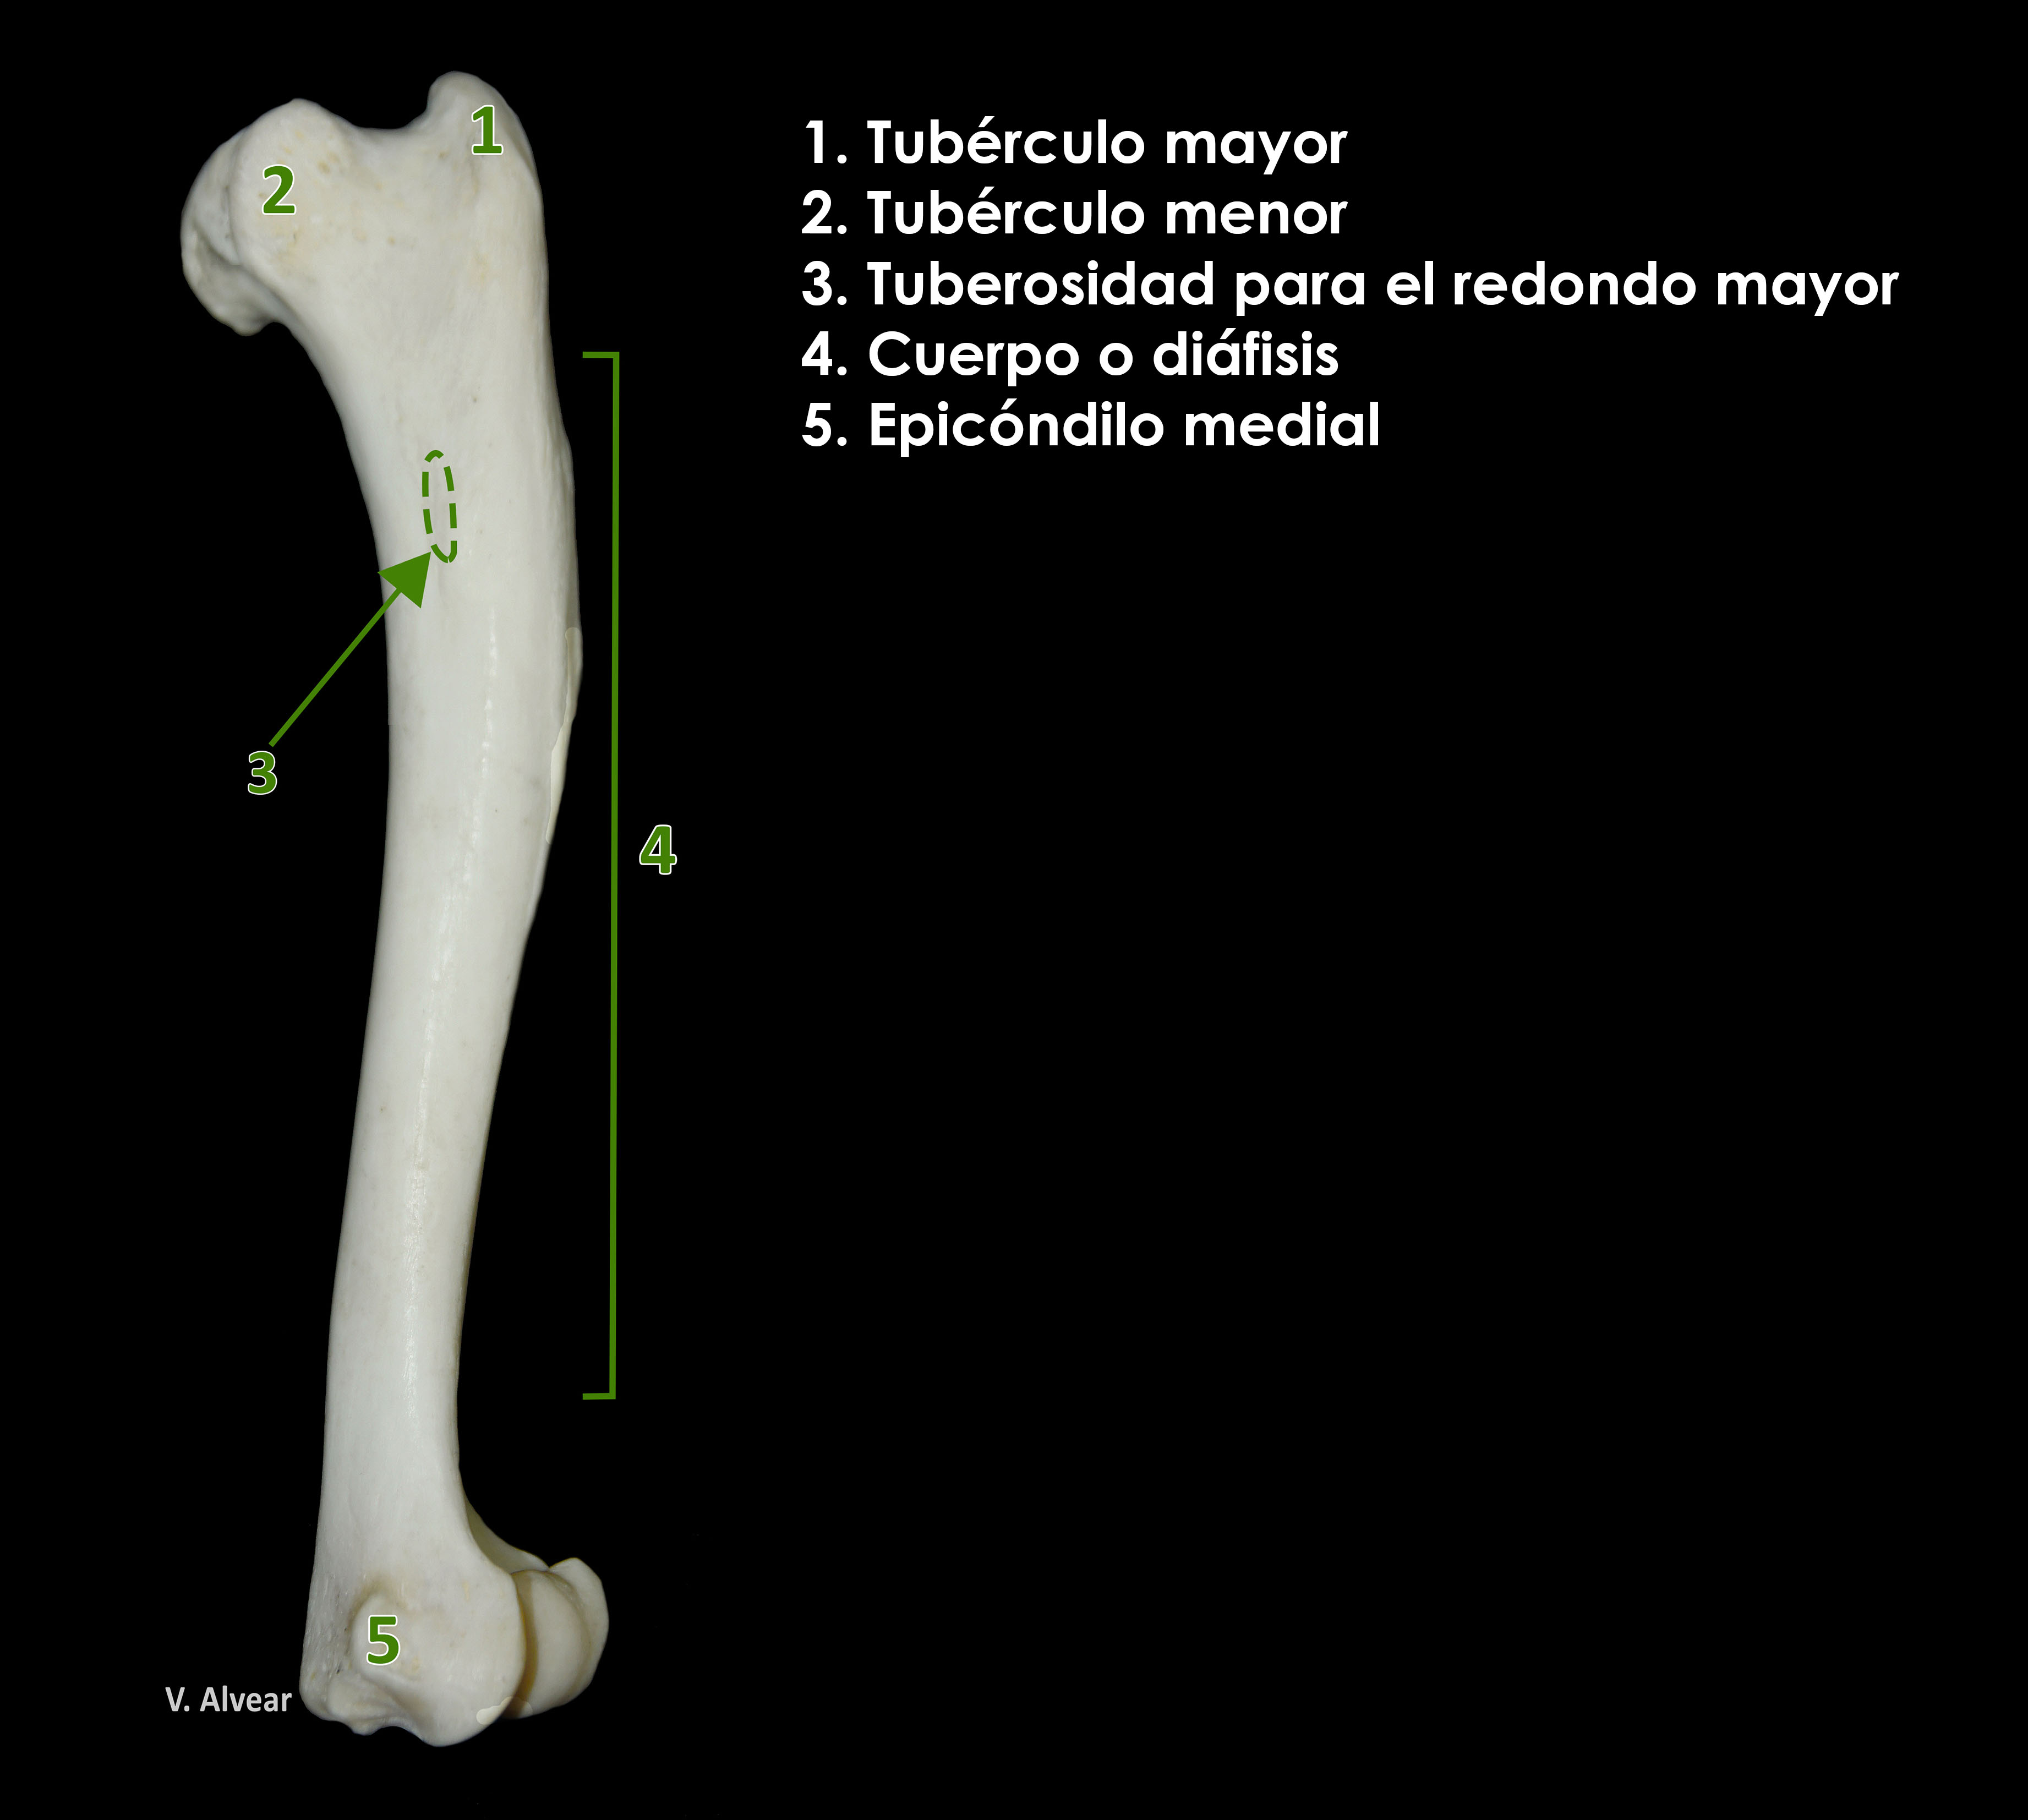 1
2
1. Tubérculo mayor
2. Tubérculo menor
3. Tuberosidad para el redondo mayor
4. Cuerpo o diáfisis
5. Epicóndilo medial
3
4
5
V. Alvear